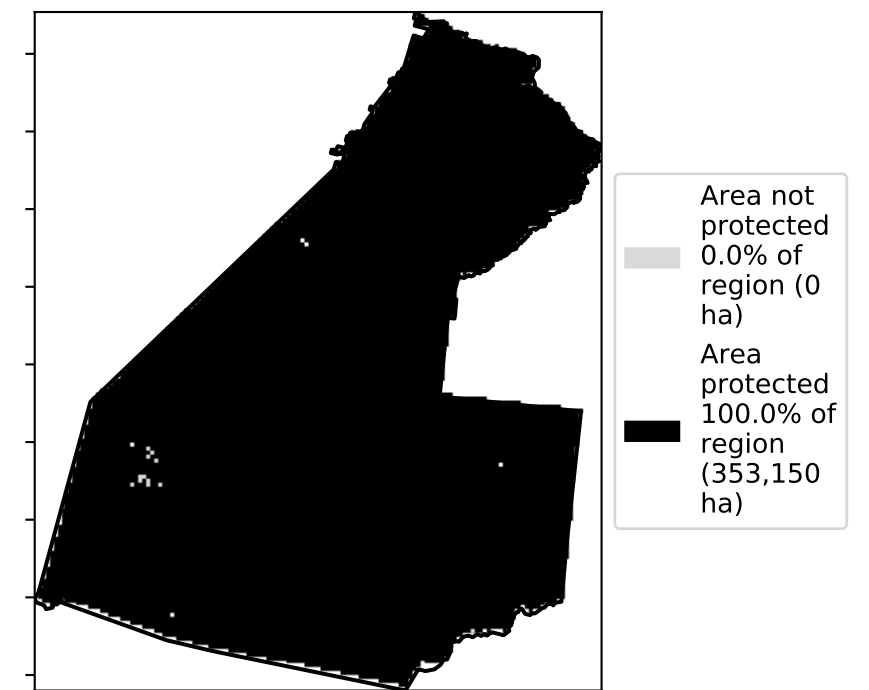 Area not
protected
0.0% of
region (0
ha)
Area
protected
100.0% of
region
(353,150
ha)